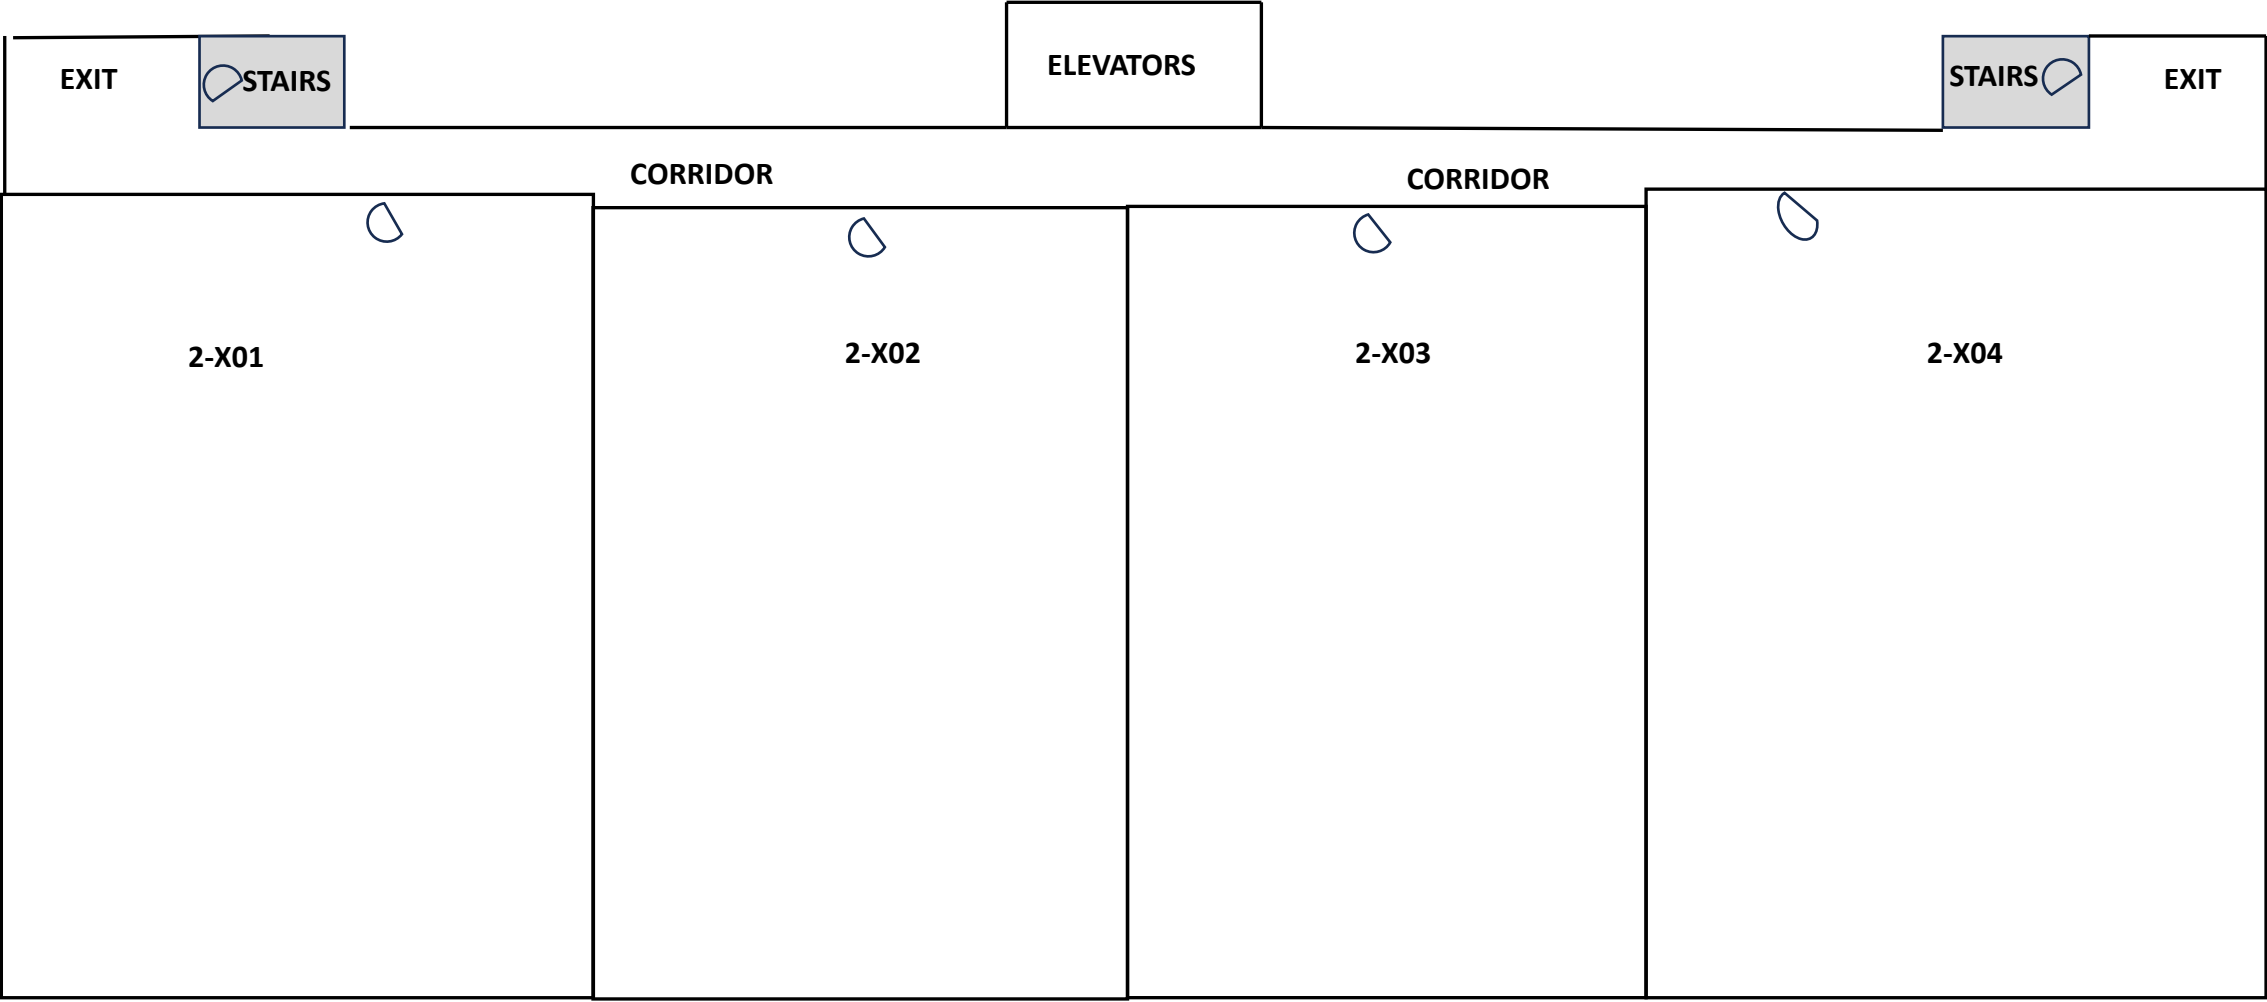 ELEVATORS
EXIT
STAIRS
STAIRS
EXIT
CORRIDOR
CORRIDOR
2-X01
2-X02
2-X03
2-X04